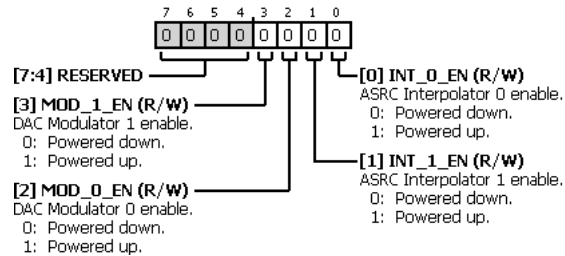 7 6 5 4 3 2 1 0
0 0 0 0 0 0 0 0
[7:4] RESERVED
[3] MOD_1_EN (R/W)
DAC Modulator 1 enable.
0: Powered down.
1: Powered up.
[2] MOD_0_EN (R/W)
DAC Modulator 0 enable.
0: Powered down.
1: Powered up.
[0] INT_0_EN (R/W)
ASRC Interpolator 0 enable.
0: Powered down.
1: Powered up.
[1] INT_1_EN (R/W)
ASRC Interpolator 1 enable.
0: Powered down.
1: Powered up.